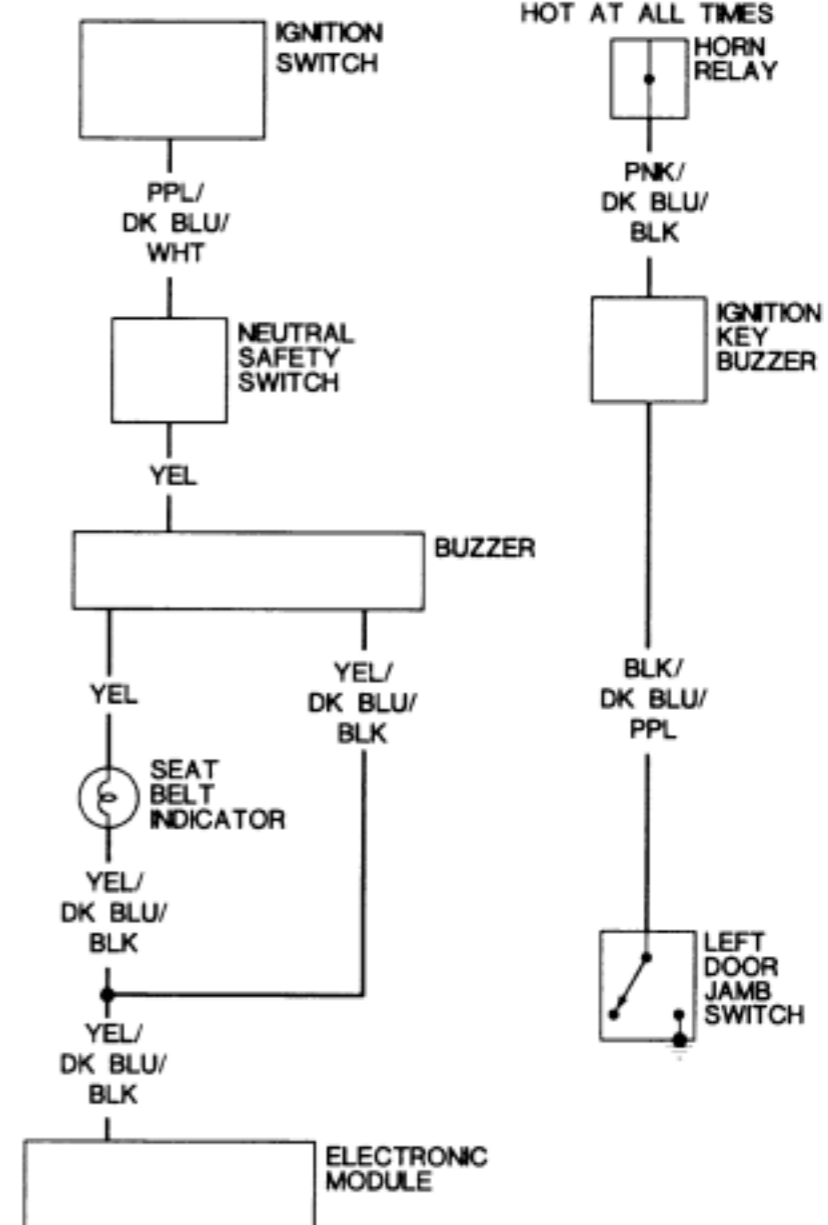 IGNITION
SWITCH
PPL/
DK BLU/
WHT
NEUTRAL
SAFETY
SWITCH
YEL
BUZZER
YEL
YEL/
DK BLU/
BLK
SEAT
BELT
INDICATOR
YEL/
DK BLU/
BLK
YEL/
DK BLU/
BLK
ELECTRONIC
MODULE
HOT AT ALL TIMES
HORN
RELAY
PNK/
DK BLU/
BLK
IGNITION
KEY
BUZZER
BLK/
DK BLU/
PPL
LEFT
DOOR
JAMB
SWITCH